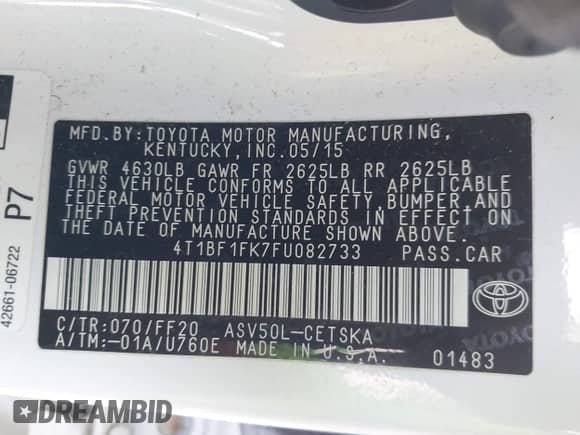 MFD.BY:TOYOTA MOTOR MANUFACTURING,
KENTUCKY,INC.05/15
GVWR 4630LB GAWR FR 2625LB RR 2625LB
THIS VEHICLE CONFORMS TO ALL APPLICABLE
FEDERAL MOTOR VEHICLE SAFETY,BUMPER,AND
THEFT PREVENTION STANDARDS IN EFFECT ON
THE DATE OF MANUFACTURE SHOWN ABOVE.
4T1BF1FK7FU082733 PASS.CAR
C/TR:070/FF20 ASV50L-CETSKA
A/TM:-01A/U760E MADE IN U.S.A. 01483
P7
42661-06722
DREAMBID